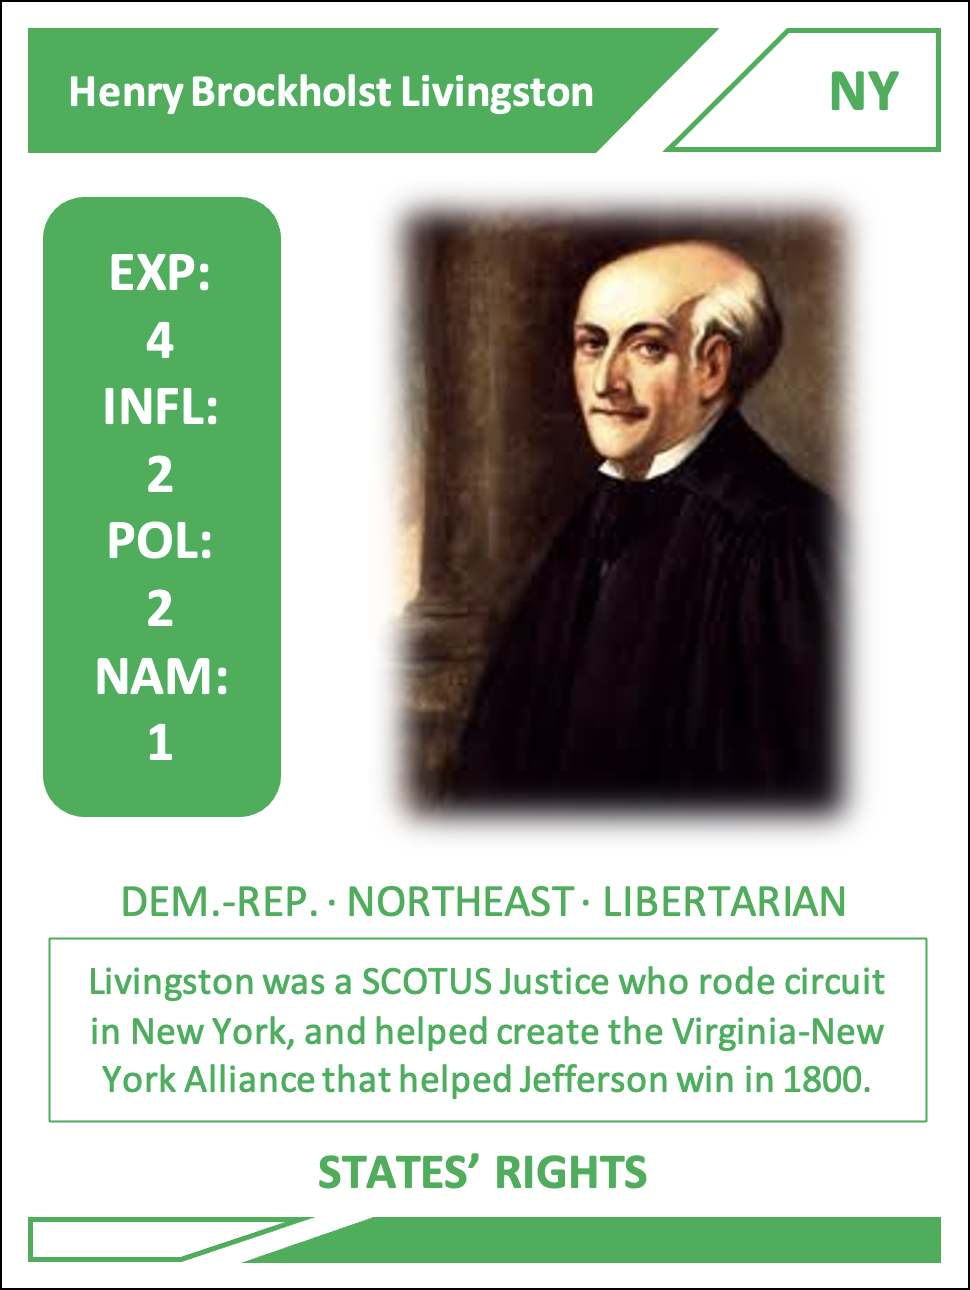 Henry Brockholst Livingston
NY
EXP:
4
INFL:
2
POL:
2
NAM:
1
DEM.-REP. · NORTHEAST · LIBERTARIAN
Livingston was a SCOTUS Justice who rode circuit
in New York, and helped create the Virginia-New
York Alliance that helped Jefferson win in 1800.
STATES’ RIGHTS